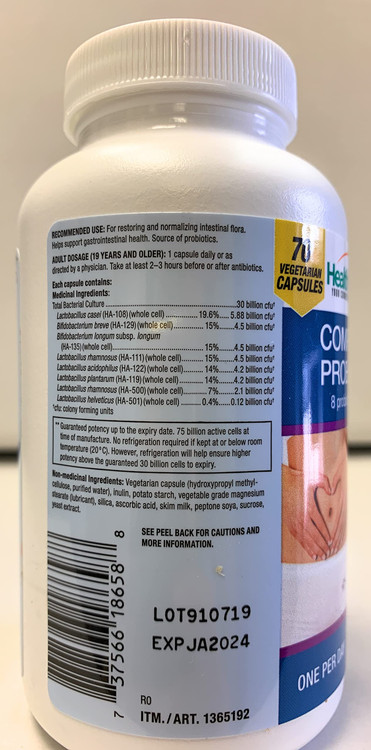 RECOMMENDED USE: For restoring and normalizing intestinal flora.
Helps support gastrointestinal health. Source of probiotics.
ADULT DOSAGE (19 YEARS AND OLDER): 1 capsule daily or as
directed by a physician. Take at least 2–3 hours before or after antibiotics.
Each capsule contains:
Medicinal Ingredients:
Total Bacterial Culture ........ 30 billion cfu*
Lactobacillus casei (HA-108) (whole cell) ........ 19.6% ..... 5.88 billion cfu*
Bifidobacterium breve (HA-129) (whole cell) ........ 15% ..... 4.5 billion cfu*
Bifidobacterium longum subsp. longum
(HA-135) (whole cell) ........ 15% ..... 4.5 billion cfu*
Lactobacillus rhamnosus (HA-111) (whole cell) ........ 15% ..... 4.5 billion cfu*
Lactobacillus acidophilus (HA-122) (whole cell) ........ 14% ..... 4.2 billion cfu*
Lactobacillus plantarum (HA-119) (whole cell) ........ 14% ..... 4.2 billion cfu*
Lactobacillus rhamnosus (HA-500) (whole cell) ........ 7% ..... 2.1 billion cfu*
Lactobacillus helveticus (HA-501) (whole cell) ........ 0.4% ..... 0.12 billion cfu*
*cfu: colony forming units
** Guaranteed potency up to the expiry date. 75 billion active cells at
time of manufacture. No refrigeration required if kept at or below room
temperature (20°C). However, refrigeration will help ensure higher
potency above the guaranteed 30 billion cells to expiry.
Non-medicinal Ingredients: Vegetarian capsule (hydroxypropyl methyl-
cellulose, purified water), inulin, potato starch, vegetable grade magnesium
stearate (lubricant), silica, ascorbic acid, skim milk, peptone soya, sucrose,
yeast extract.
SEE PEEL BACK FOR CAUTIONS AND
MORE INFORMATION.
7 37566 18658 8
LOT910719
EXPJA2024
R0
ITM./ART. 1365192
70
VEGETARIAN
CAPSULES
Heal
COM
PRO
8 prob
ONE PER DA